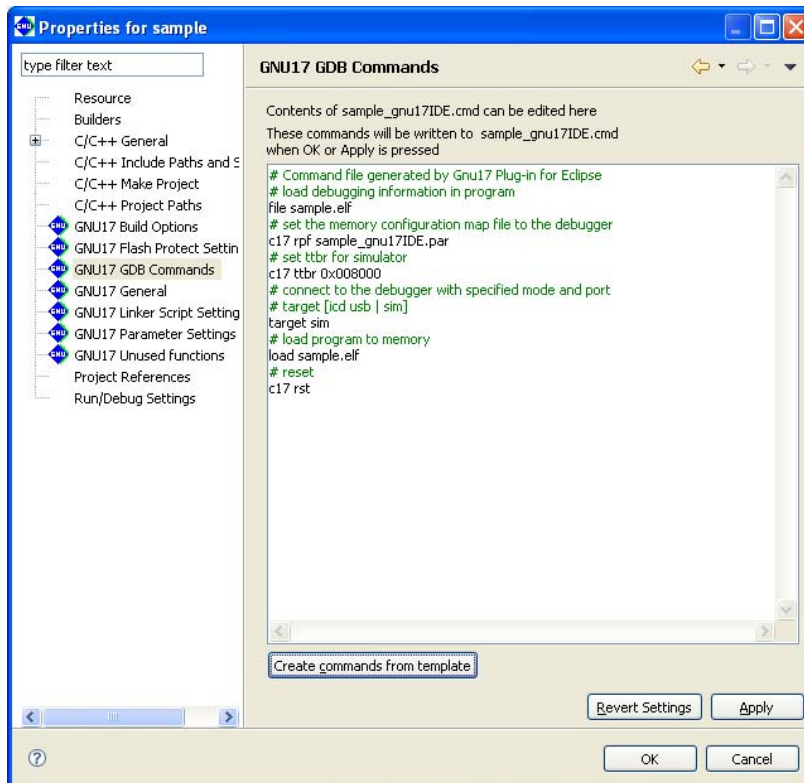 Properties for sample
type filter text
Resource
Builders
C/C++ General
C/C++ Include Paths and S
C/C++ Make Project
C/C++ Project Paths
GNU17 Build Options
GNU17 Flash Protect Settin
GNU17 GDB Commands
GNU17 General
GNU17 Linker Script Setting
GNU17 Parameter Settings
GNU17 Unused functions
Project References
Run/Debug Settings
GNU17 GDB Commands
Contents of sample_gnu17IDE.cmd can be edited here
These commands will be written to sample_gnu17IDE.cmd
when OK or Apply is pressed
# Command file generated by Gnu17 Plug-in for Eclipse
# load debugging information in program
file sample.elf
# set the memory configuration map file to the debugger
c17 rpf sample_gnu17IDE.par
# set ttbr for simulator
c17 ttbr 0x008000
# connect to the debugger with specified mode and port
# target [icd usb | sim]
target sim
# load program to memory
load sample.elf
# reset
c17 rst
Create commands from template
Revert Settings
Apply
OK
Cancel